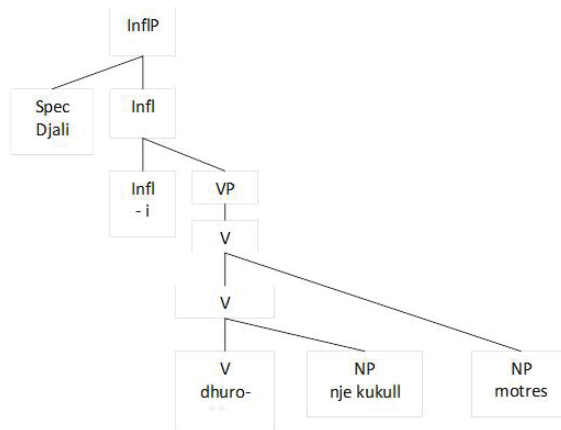 InflP
Spec
Djali
Infl
Infl
- i
VP
V
V
V
dhuro-
NP
nje kukull
NP
motres